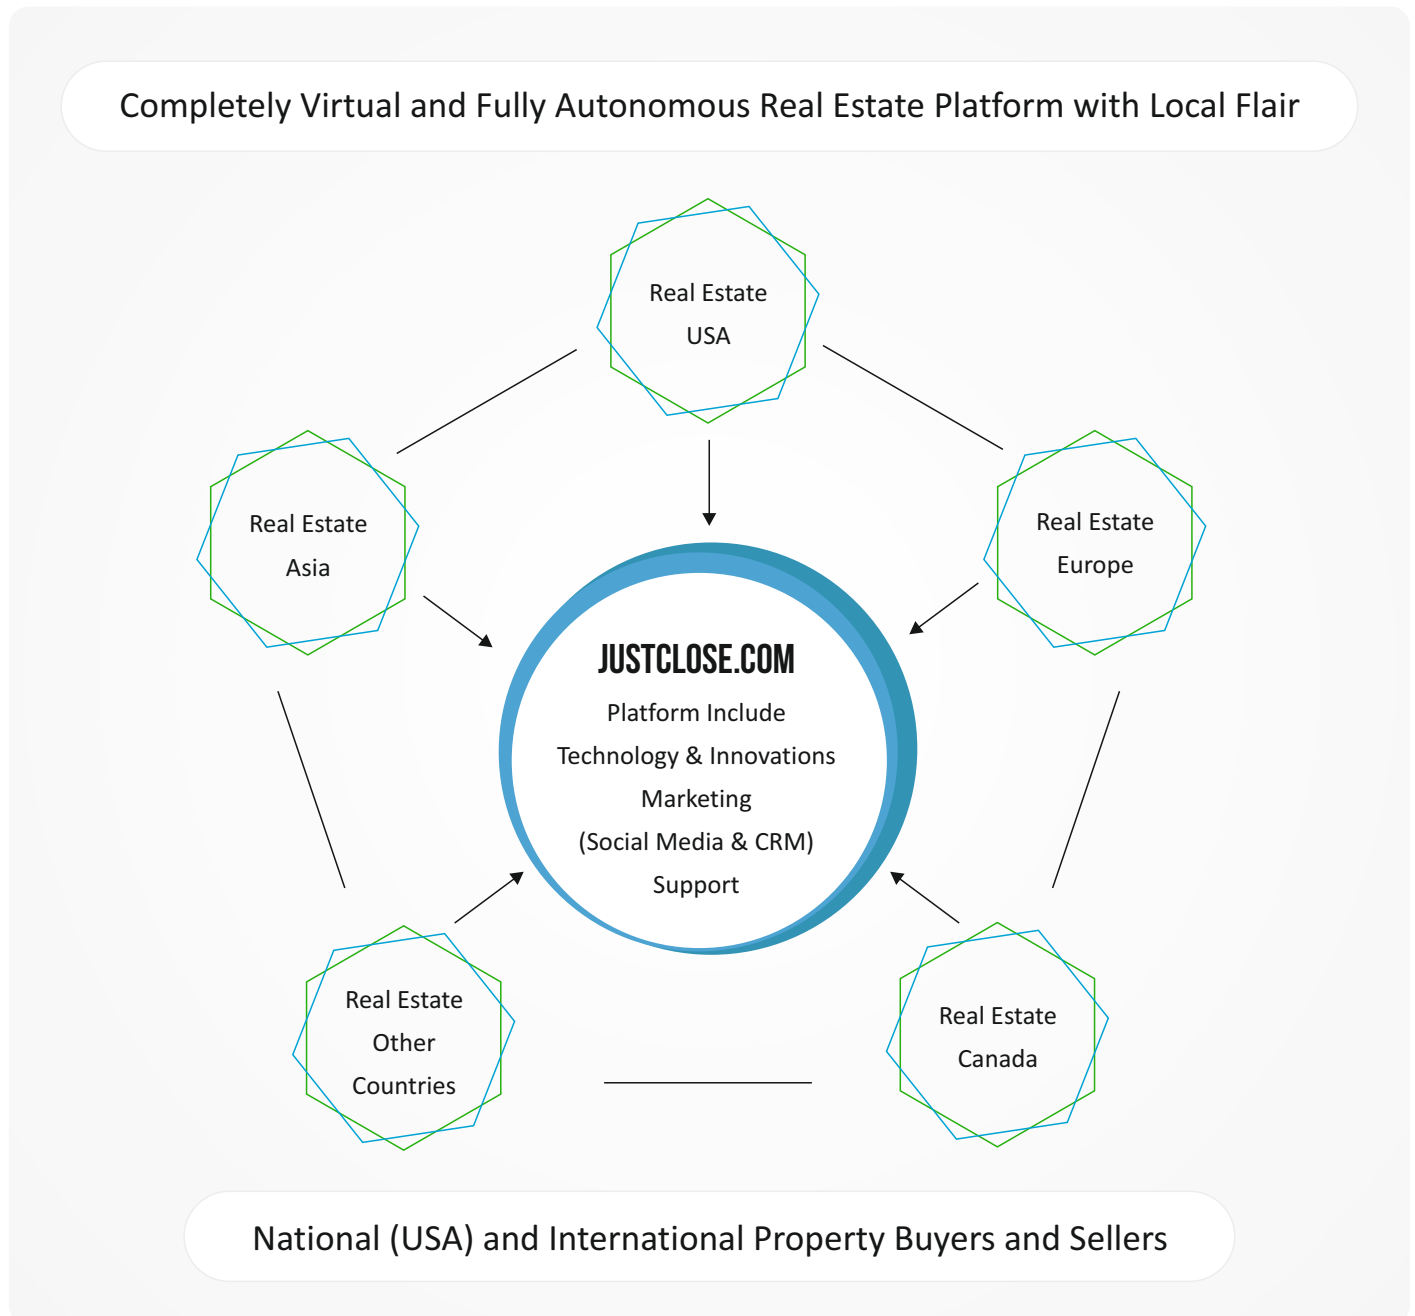 Completely Virtual and Fully Autonomous Real Estate Platform with Local Flair
Real Estate
USA
Real Estate
Asia
Real Estate
Europe
JUSTCLOSE.COM
Platform Include
Technology & Innovations
Marketing
(Social Media & CRM)
Support
Real Estate
Other
Countries
Real Estate
Canada
National (USA) and International Property Buyers and Sellers